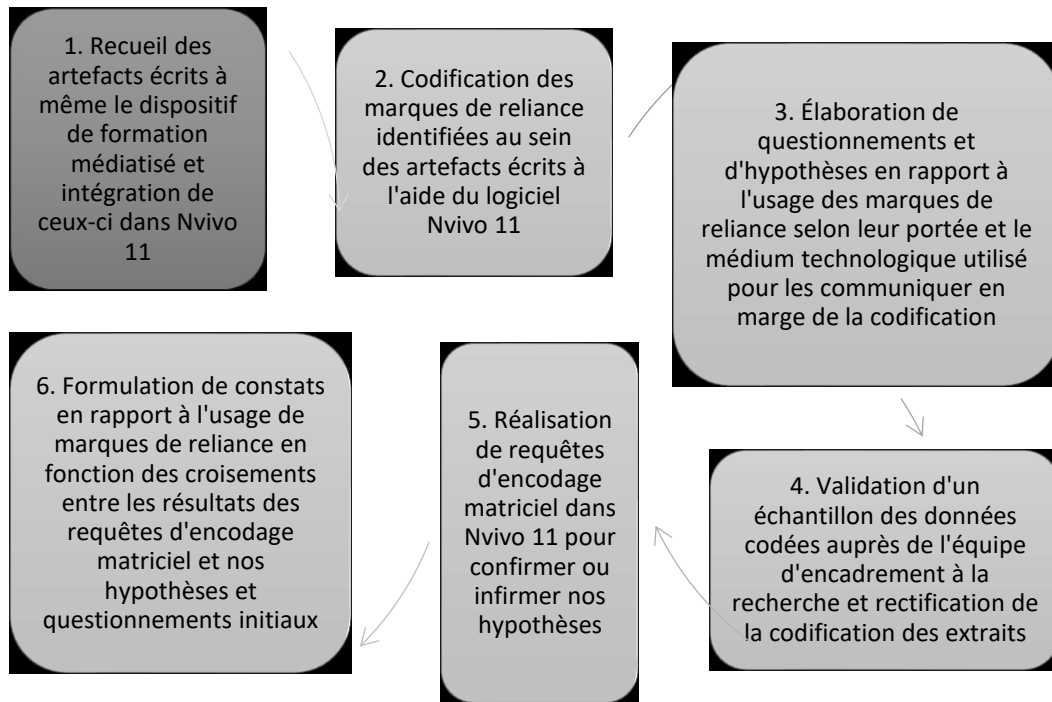 1. Recueil des
artefacts écrits à
même le dispositif
de formation
médiatisé et
intégration de
ceux-ci dans Nvivo
11
2. Codification des
marques de reliance
identifiées au sein
des artefacts écrits à
l'aide du logiciel
Nvivo 11
3. Élaboration de
questionnements et
d'hypothèses en rapport à
l'usage des marques de
reliance selon leur portée et le
médium technologique utilisé
pour les communiquer en
marge de la codification
4. Validation d'un
échantillon des données
codées auprès de l'équipe
d'encadrement à la
recherche et rectification de
la codification des extraits
5. Réalisation
de requêtes
d'encodage
matriciel dans
Nvivo 11 pour
confirmer ou
infirmer nos
hypothèses
6. Formulation de constats
en rapport à l'usage de
marques de reliance en
fonction des croisements
entre les résultats des
requêtes d'encodage
matriciel et nos
hypothèses et
questionnements initiaux